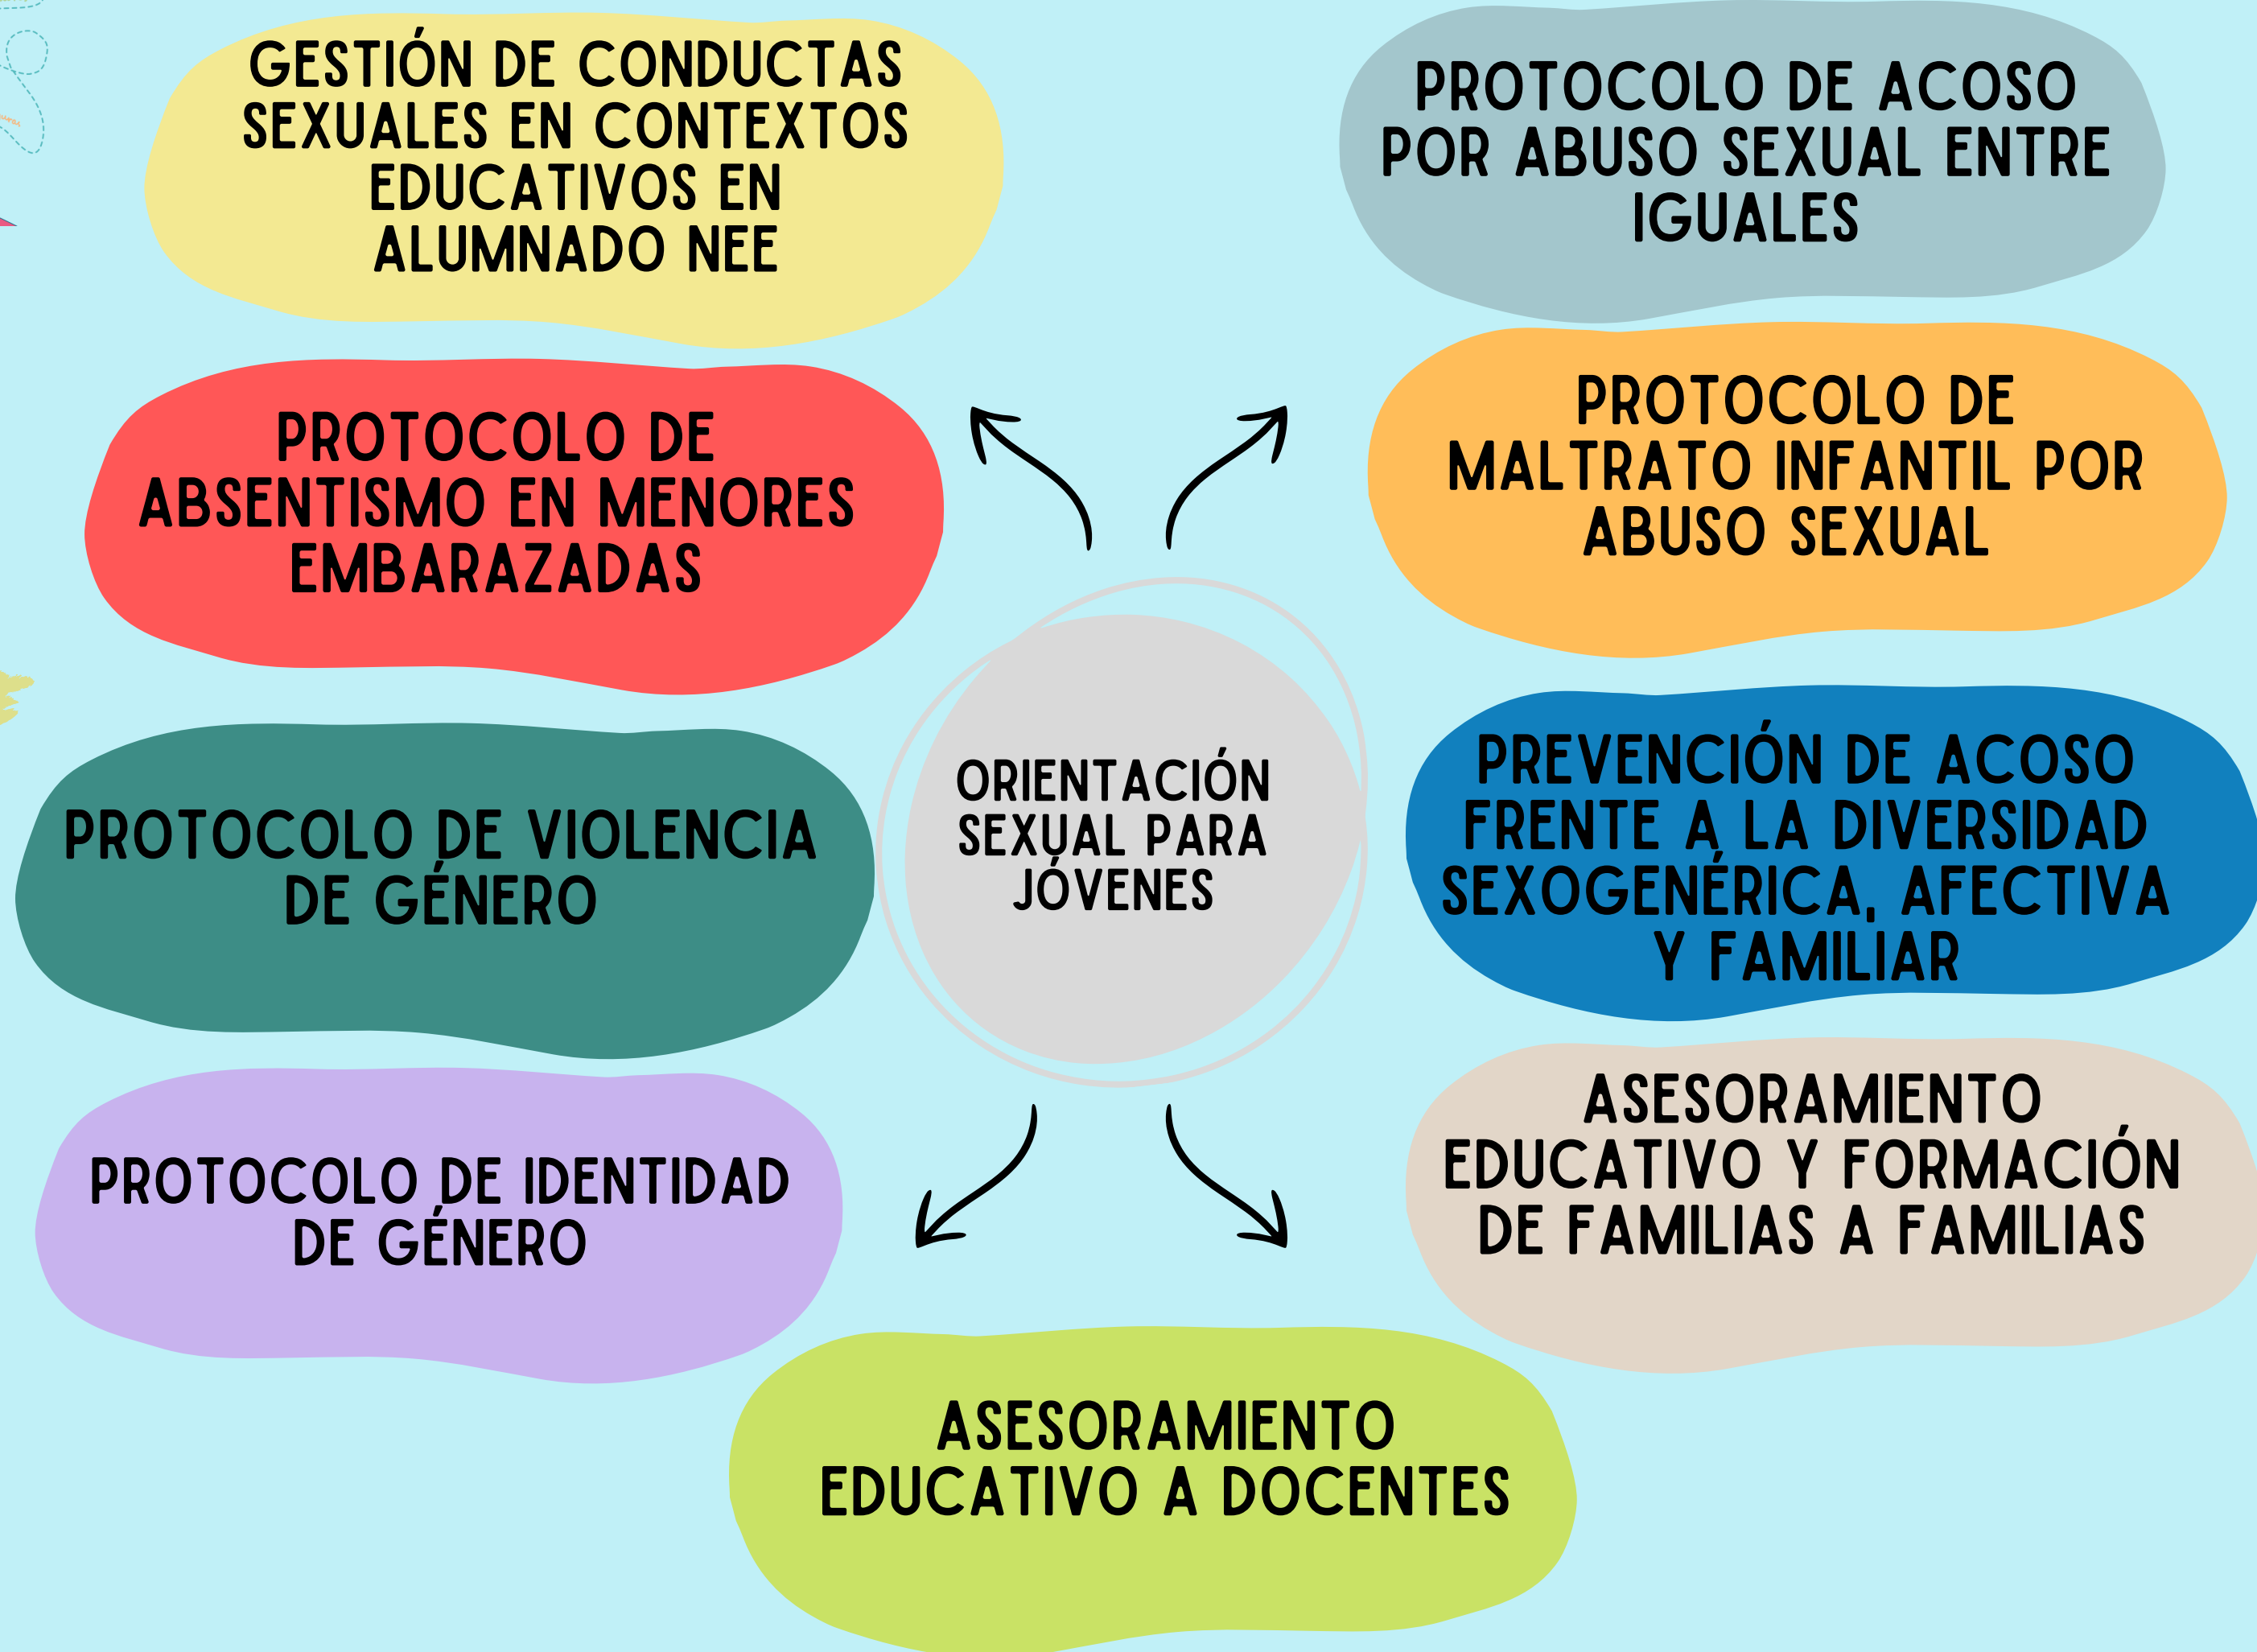 GESTIÓN DE CONDUCTAS
SEXUALES EN CONTEXTOS
EDUCATIVOS EN
ALUMNADO NEE
PROTOCOLO DE ACOSO
POR ABUSO SEXUAL ENTRE
IGUALES
PROTOCOLO DE
ABSENTISMO EN MENORES
EMBARAZADAS
PROTOCOLO DE
MALTRATO INFANTIL POR
ABUSO SEXUAL
PROTOCOLO DE VIOLENCIA
DE GÉNERO
ORIENTACIÓN
SEXUAL PARA
JÓVENES
PREVENCIÓN DE ACOSO
FRENTE A LA DIVERSIDAD
SEXOGENÉRICA, AFECTIVA
Y FAMILIAR
PROTOCOLO DE IDENTIDAD
DE GÉNERO
ASESORAMIENTO
EDUCATIVO Y FORMACIÓN
DE FAMILIAS A FAMILIAS
ASESORAMIENTO
EDUCATIVO A DOCENTES